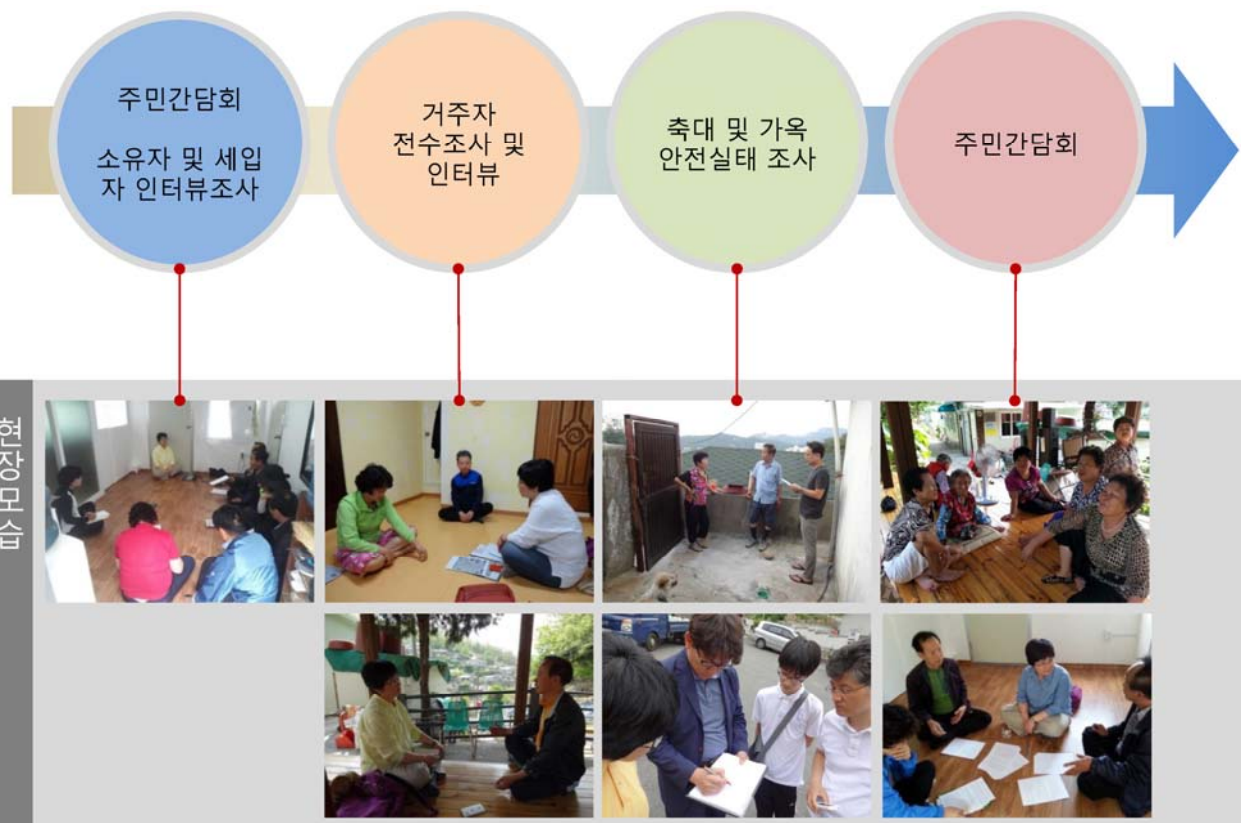 주민간담회
소유자 및 세입
자 인터뷰조사
거주자
전수조사 및
인터뷰
축대 및 가옥
안전실태 조사
주민간담회
현장모습